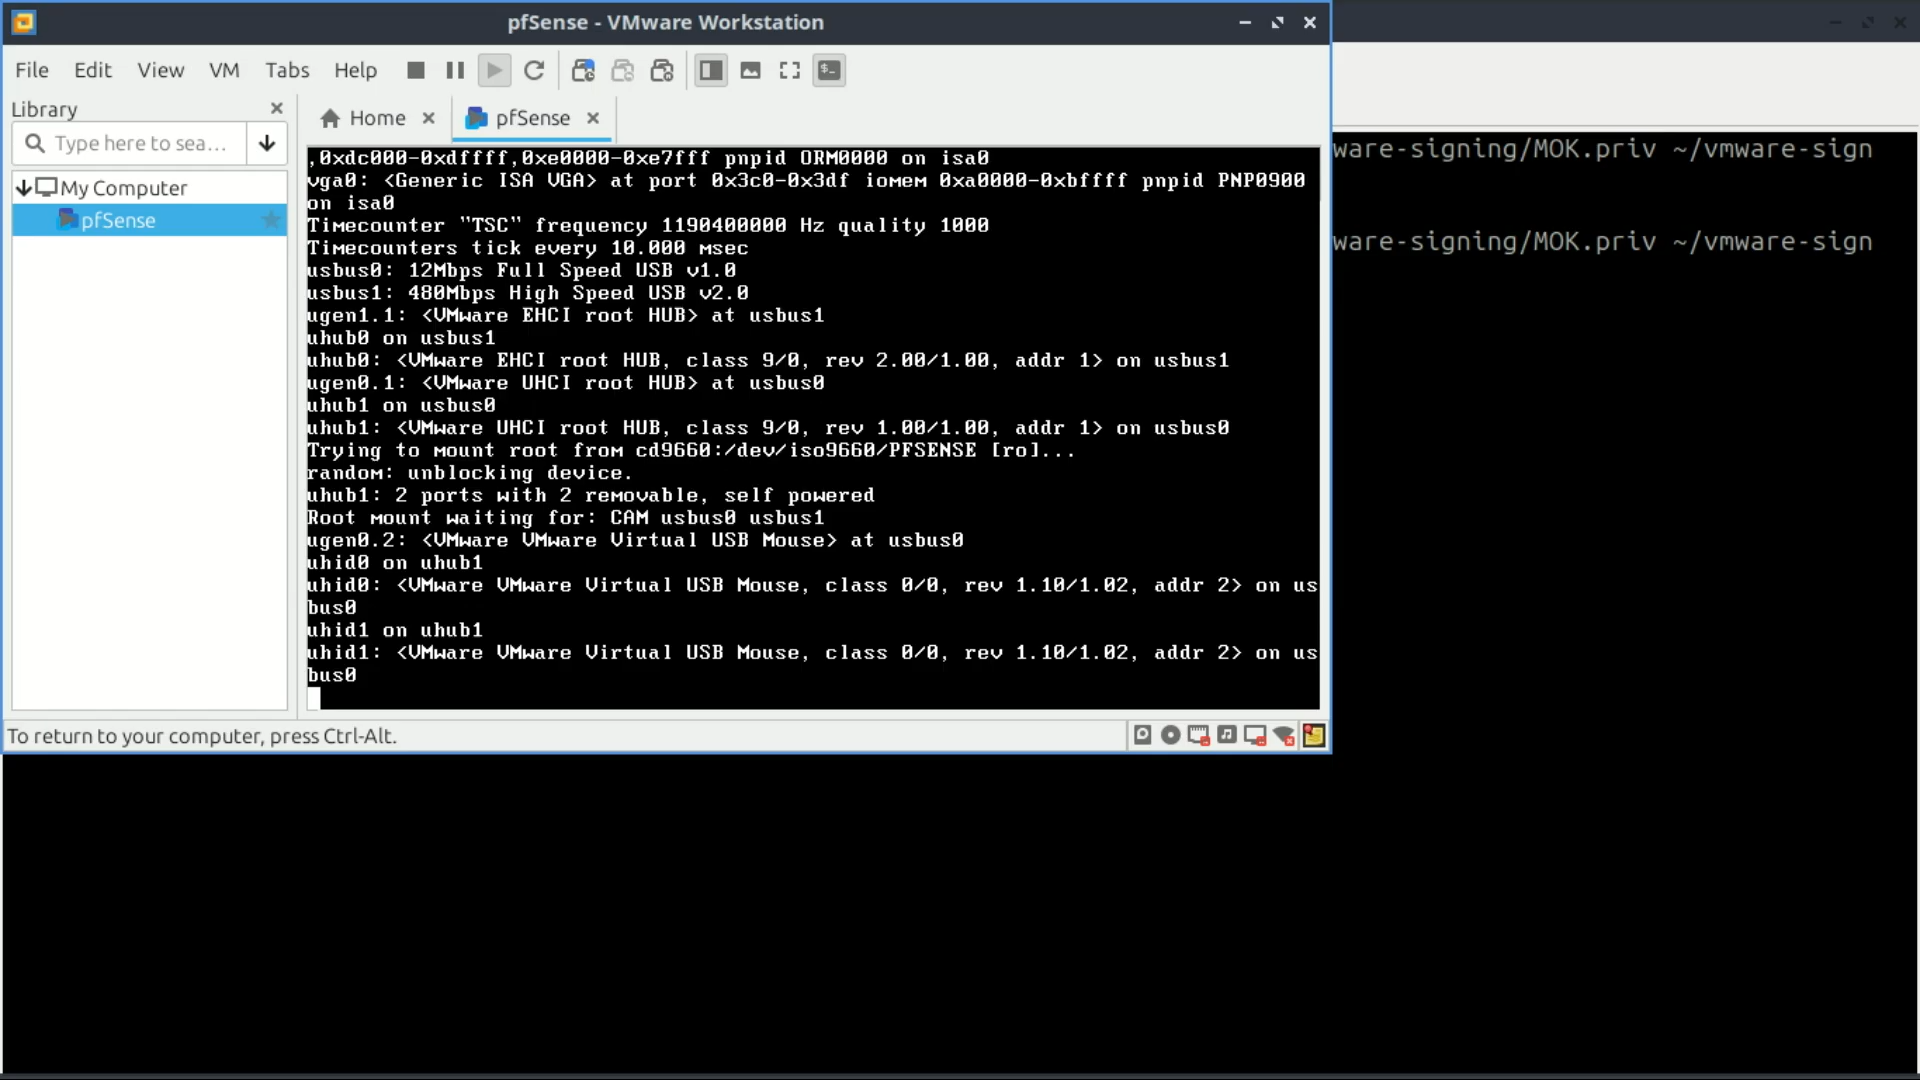 pfSense - VMware Workstation
File Edit View VM Tabs Help
Library
Type here to sea...
My Computer
pfSense
Home
pfSense
,0xdc000-0xdffff,0xe0000-0xe7fff pnpid ORM0000 on isa0
vga0: <Generic ISA VGA> at port 0x3c0-0x3df iomem 0xa0000-0xbffff pnpid PNP0900
on isa0
Timecounter "TSC" frequency 1190400000 Hz quality 1000
Timecounters tick every 10.000 msec
usbus0: 12Mbps Full Speed USB v1.0
usbus1: 480Mbps High Speed USB v2.0
ugen1.1: <VMware EHCI root HUB> at usbus1
uhub0 on usbus1
uhub0: <VMware EHCI root HUB, class 9/0, rev 2.00/1.00, addr 1> on usbus1
ugen0.1: <VMware UHCI root HUB> at usbus0
uhub1 on usbus0
uhub1: <VMware UHCI root HUB, class 9/0, rev 1.00/1.00, addr 1> on usbus0
Trying to mount root from cd9660:/dev/iso9660/PFSENSE [ro]...
random: unblocking device.
uhub1: 2 ports with 2 removable, self powered
Root mount waiting for: CAM usbus0 usbus1
ugen0.2: <VMware VMware Virtual USB Mouse> at usbus0
uhid0 on uhub1
uhid0: <VMware VMware Virtual USB Mouse, class 0/0, rev 1.10/1.02, addr 2> on us
bus0
uhid1 on uhub1
uhid1: <VMware VMware Virtual USB Mouse, class 0/0, rev 1.10/1.02, addr 2> on us
bus0
To return to your computer, press Ctrl-Alt.
ware-signing/MOK.priv ~/vmware-sign
ware-signing/MOK.priv ~/vmware-sign